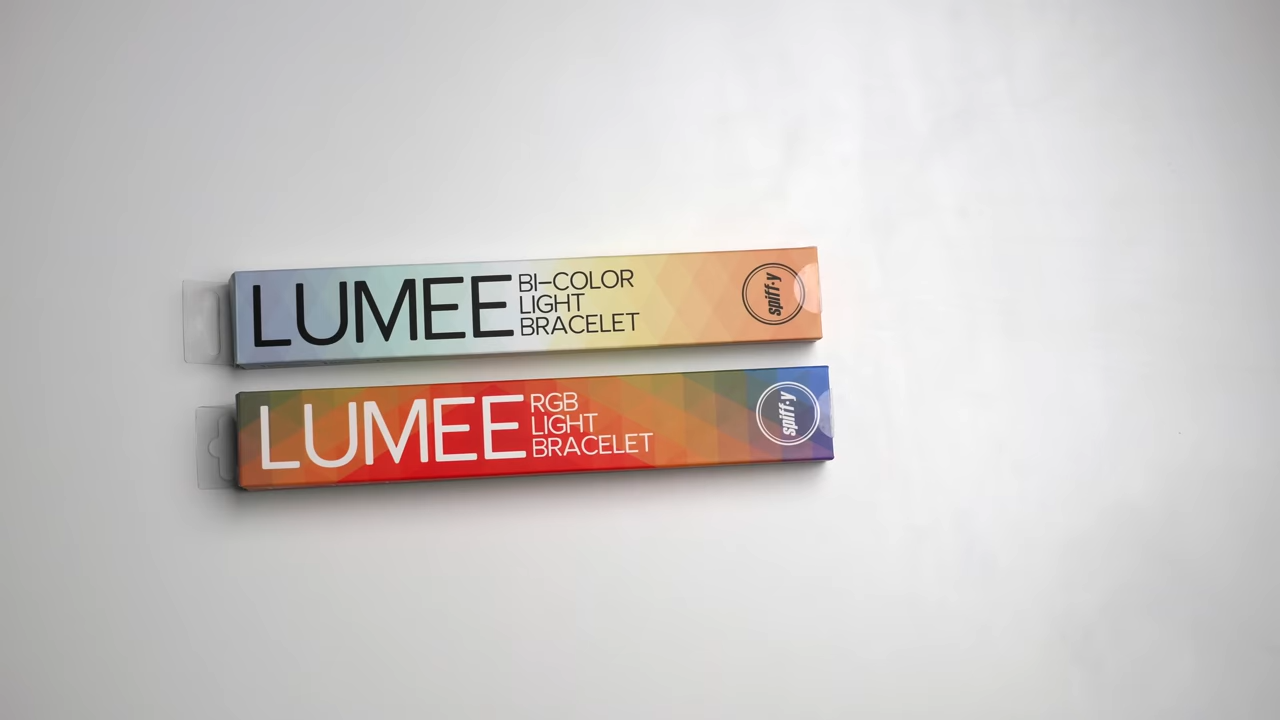 LUMEE
BI-COLOR
LIGHT
BRACELET
spiff·y
LUMEE
RGB
LIGHT
BRACELET
spiff·y